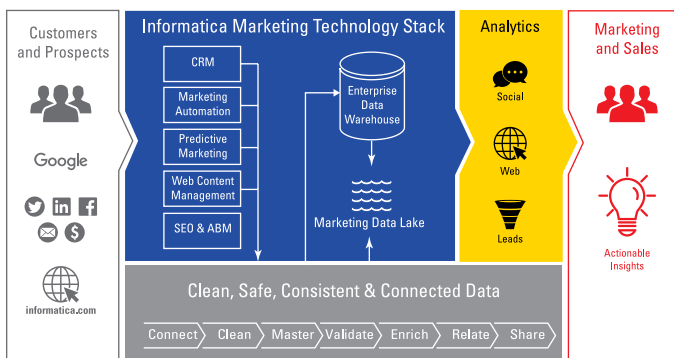 Customers
and Prospects
Google
informatica.com
Informatica Marketing Technology Stack
CRM
Marketing
Automation
Predictive
Marketing
Web Content
Management
SEO & ABM
Enterprise
Data
Warehouse
Marketing Data Lake
Analytics
Social
Web
Leads
Marketing
and Sales
Actionable
Insights
Clean, Safe, Consistent & Connected Data
Connect
Clean
Master
Validate
Enrich
Relate
Share